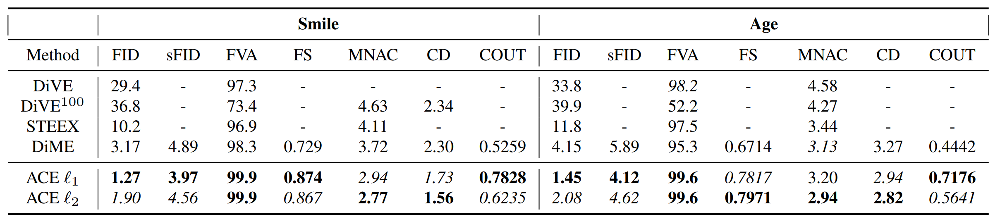 Smile Age
Method FID sFID FVA FS MNAC CD COUT FID sFID FVA FS MNAC CD COUT
DiVE 29.4 - 97.3 - - - - 33.8 - 98.2 - 4.58 - -
DiVE¹⁰⁰ 36.8 - 73.4 - 4.63 2.34 - 39.9 - 52.2 - 4.27 - -
STEEX 10.2 - 96.9 - 4.11 - - 11.8 - 97.5 - 3.44 - -
DiME 3.17 4.89 98.3 0.729 3.72 2.30 0.5259 4.15 5.89 95.3 0.6714 3.13 3.27 0.4442
ACE ℓ₁ 1.27 3.97 99.9 0.874 2.94 1.73 0.7828 1.45 4.12 99.6 0.7817 3.20 2.94 0.7176
ACE ℓ₂ 1.90 4.56 99.9 0.867 2.77 1.56 0.6235 2.08 4.62 99.6 0.7971 2.94 2.82 0.5641